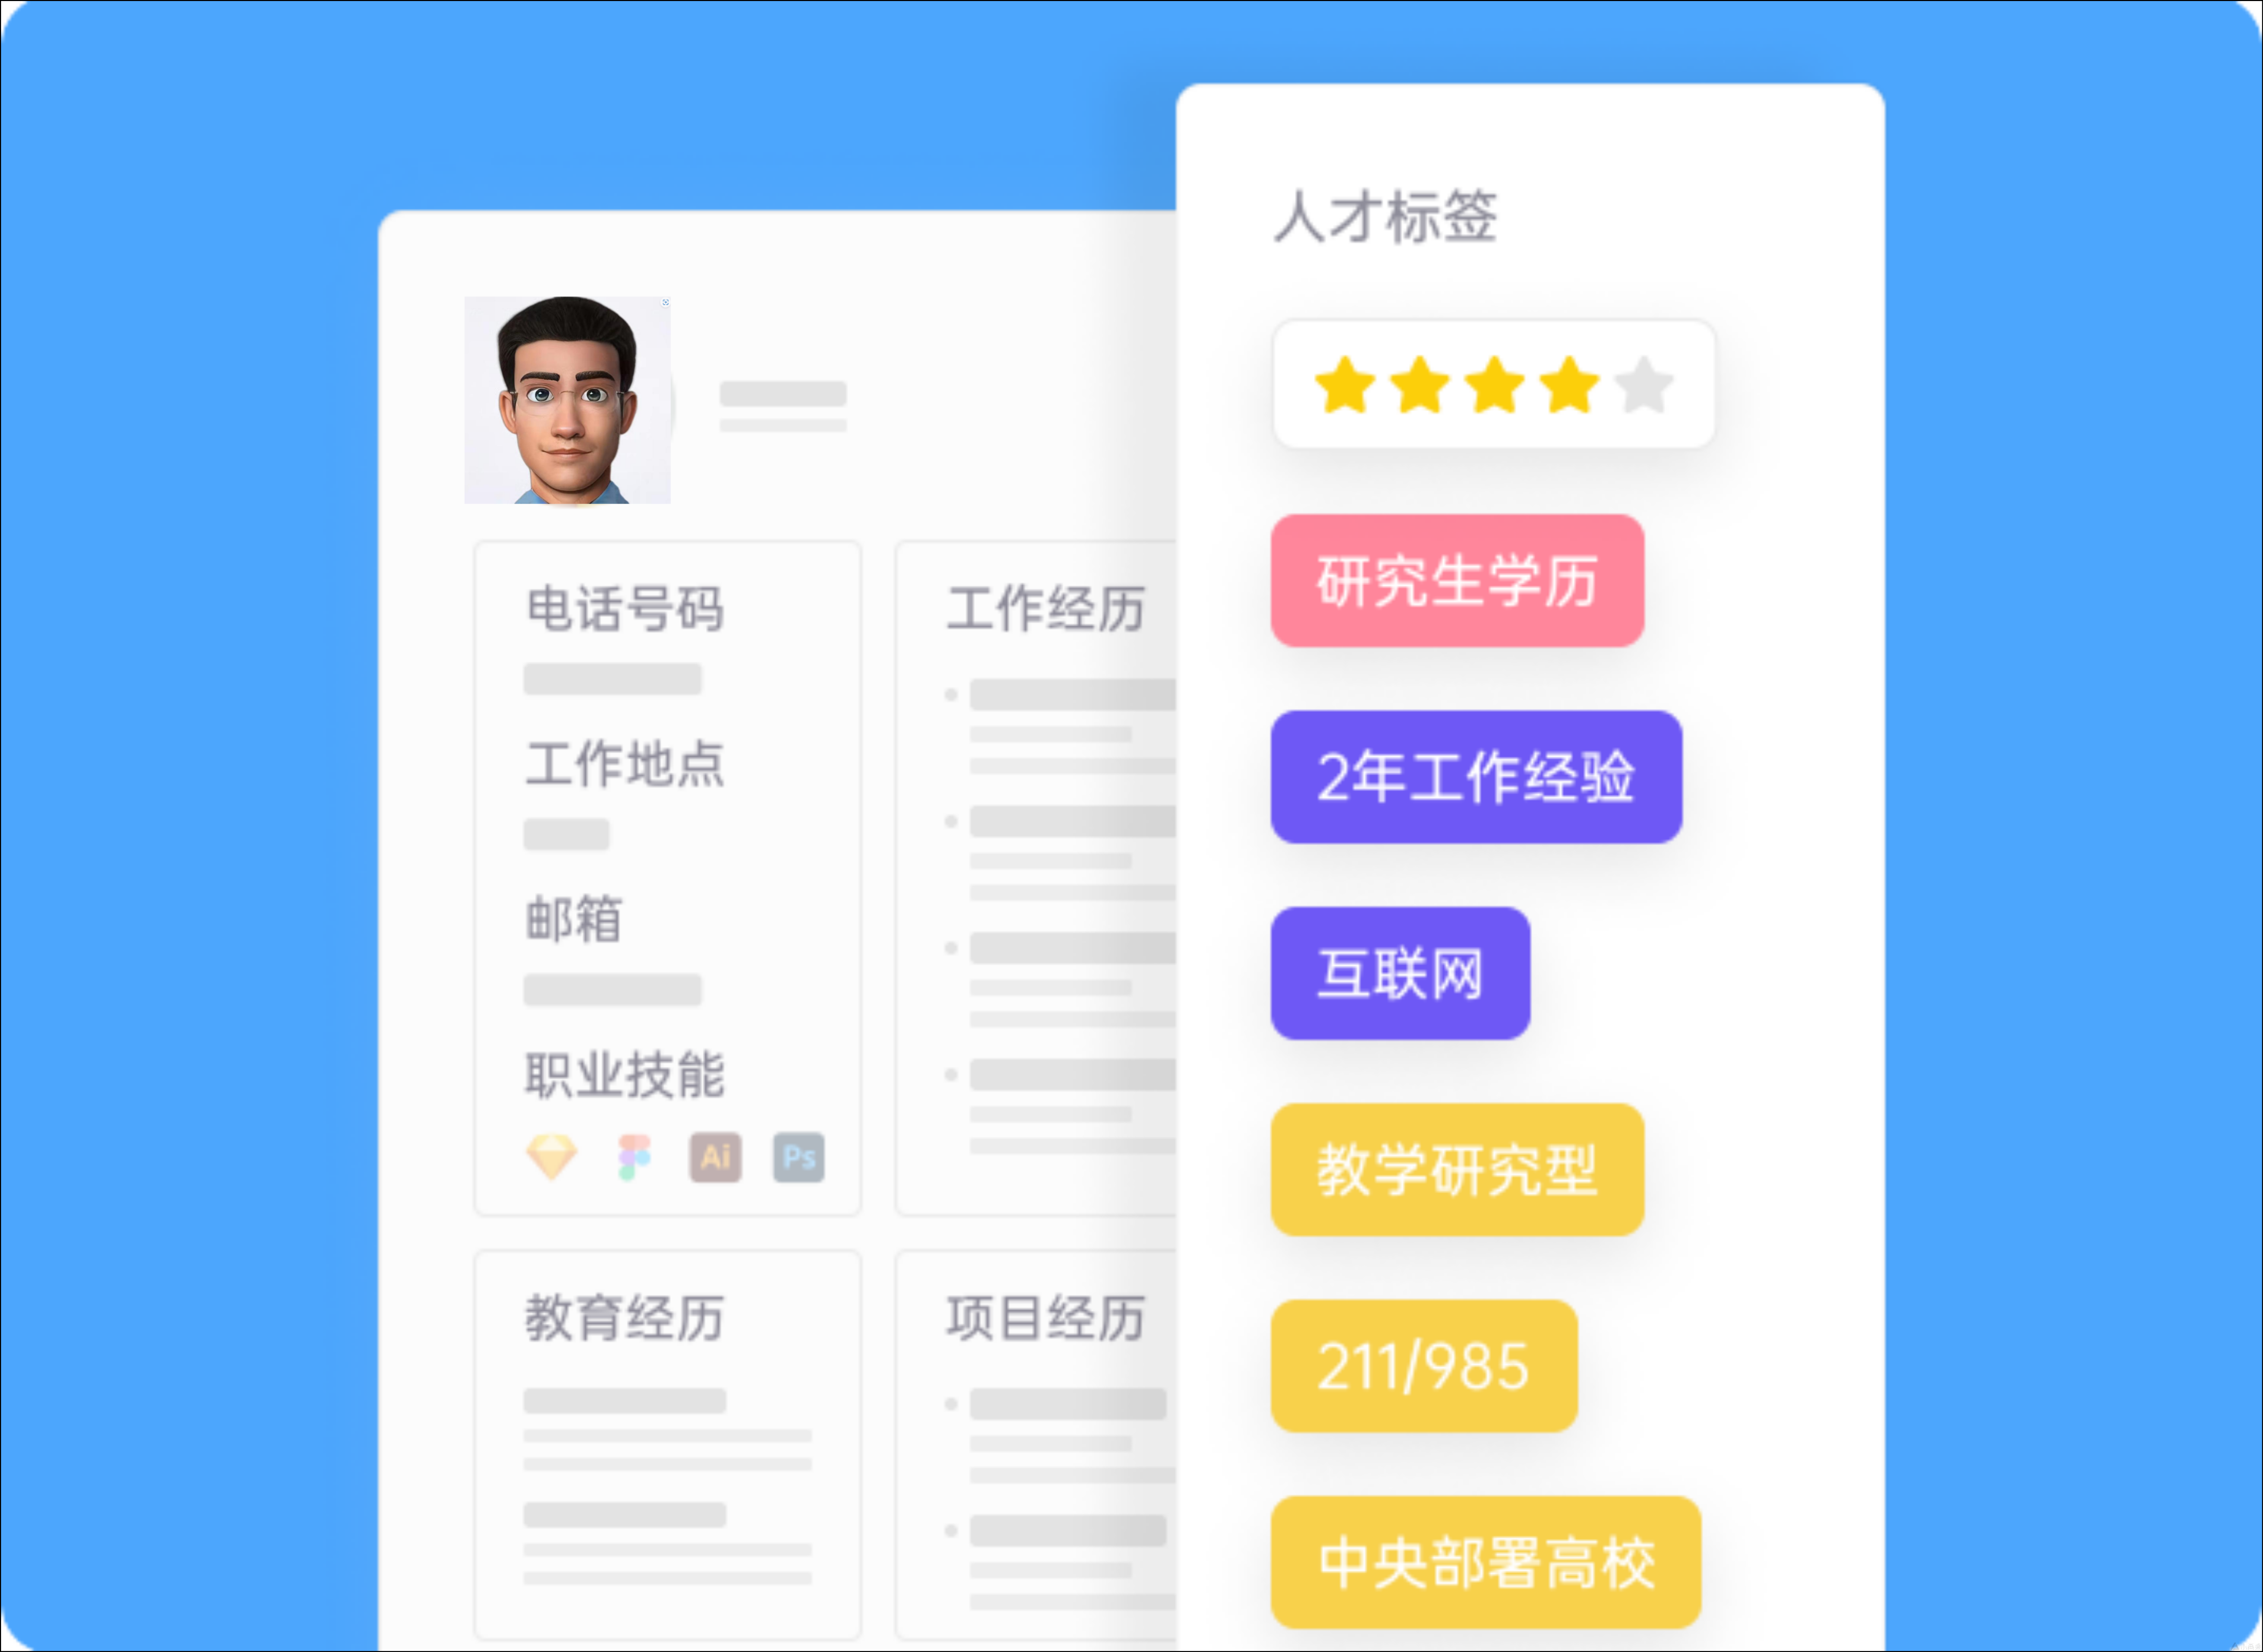 电话号码
工作地点
邮箱
职业技能
Ai
Ps
工作经历
教育经历
项目经历
人才标签
研究生学历
2年工作经验
互联网
教学研究型
211/985
中央部署高校